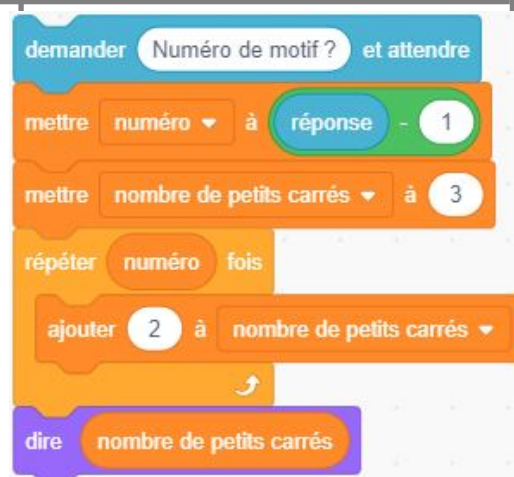 demander Numéro de motif ? et attendre
mettre numéro à réponse - 1
mettre nombre de petits carrés à 3
répéter numéro fois
ajouter 2 à nombre de petits carrés
dire nombre de petits carrés